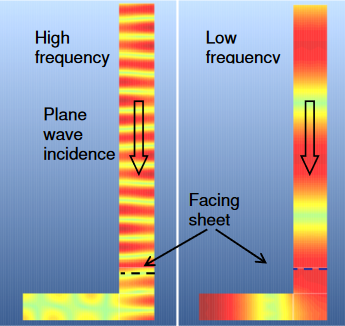 High
frequency
Low
frequency
Plane
wave
incidence
Facing
sheet